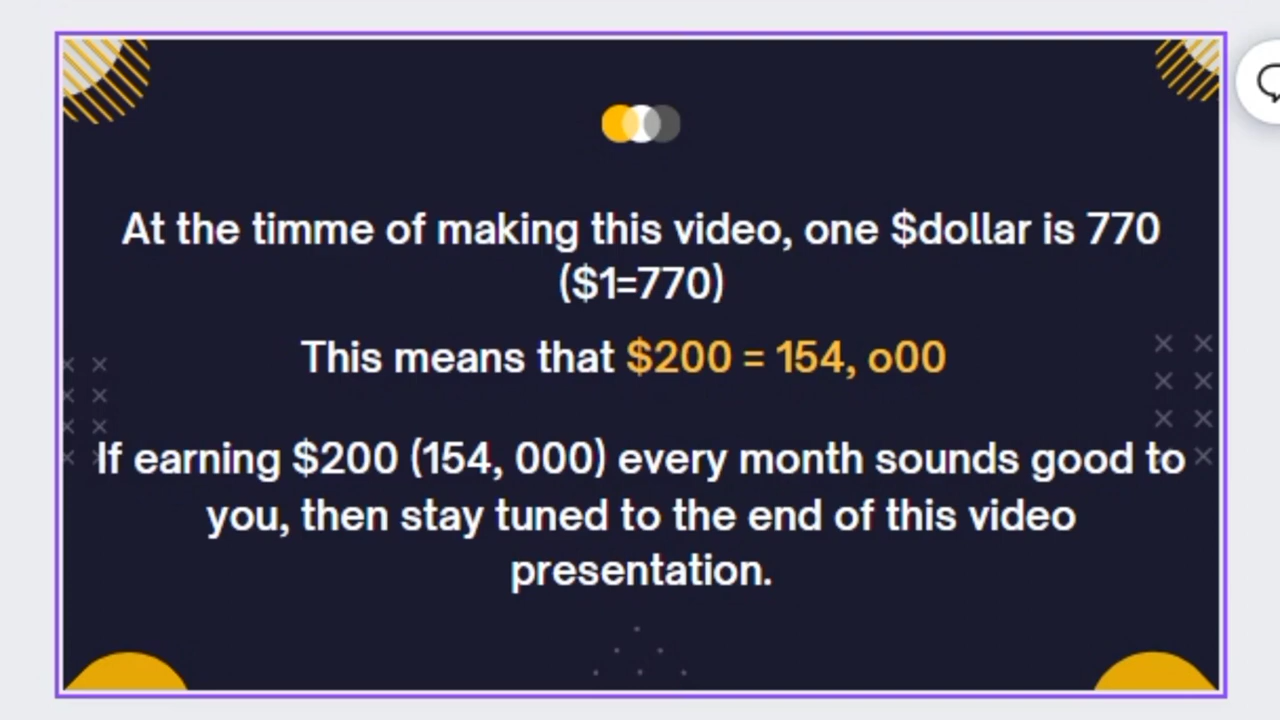 At the timme of making this video, one $dollar is 770
($1=770)
This means that $200 = 154, o00
If earning $200 (154, 000) every month sounds good to
you, then stay tuned to the end of this video
presentation.